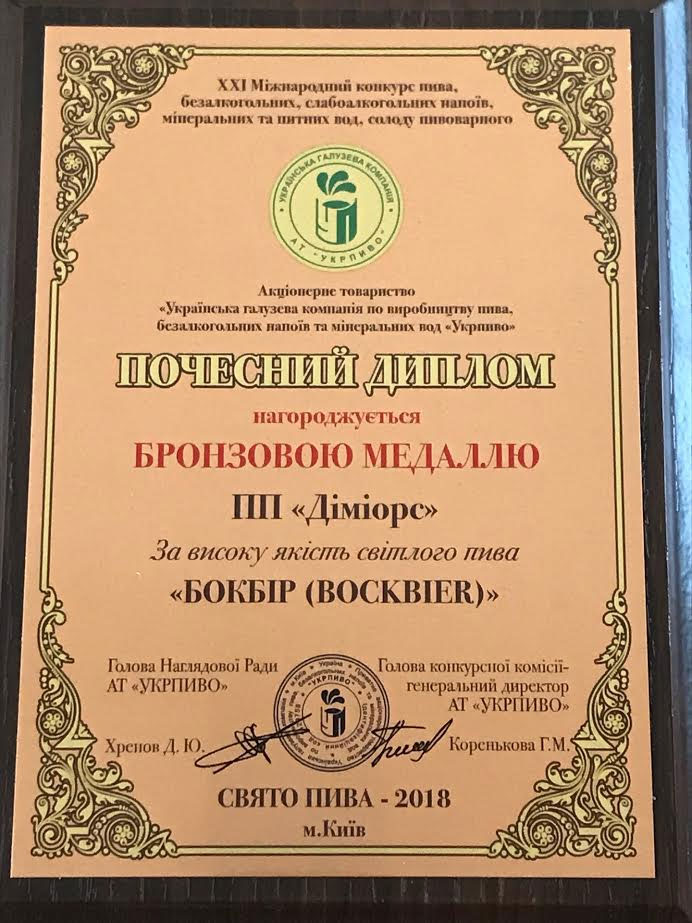 XXI Міжнародний конкурс пива,
безалкогольних, слабоалкогольних напоїв,
мінеральних та питних вод, солоду пивоварного
УКРАЇНСЬКА ГАЛУЗЕВА КОМПАНІЯ
АТ "УКРПИВО"
Акціонерне товариство
«Українська галузева компанія по виробництву пива,
безалкогольних напоїв та мінеральних вод «Укрпиво»
ПОЧЕСНИЙ ДИПЛОМ
нагороджується
БРОНЗОВОЮ МЕДАЛЛЮ
ПП «Діміорс»
За високу якість світлого пива
«БОКБІР (BOCKBIER)»
Голова Наглядової Ради
АТ «УКРПИВО»
Голова конкурсної комісії-
генеральний директор
АТ «УКРПИВО»
"УКРПИВО"
Хренов Д. Ю.
Коренькова Г.М.
СВЯТО ПИВА - 2018
м.Київ